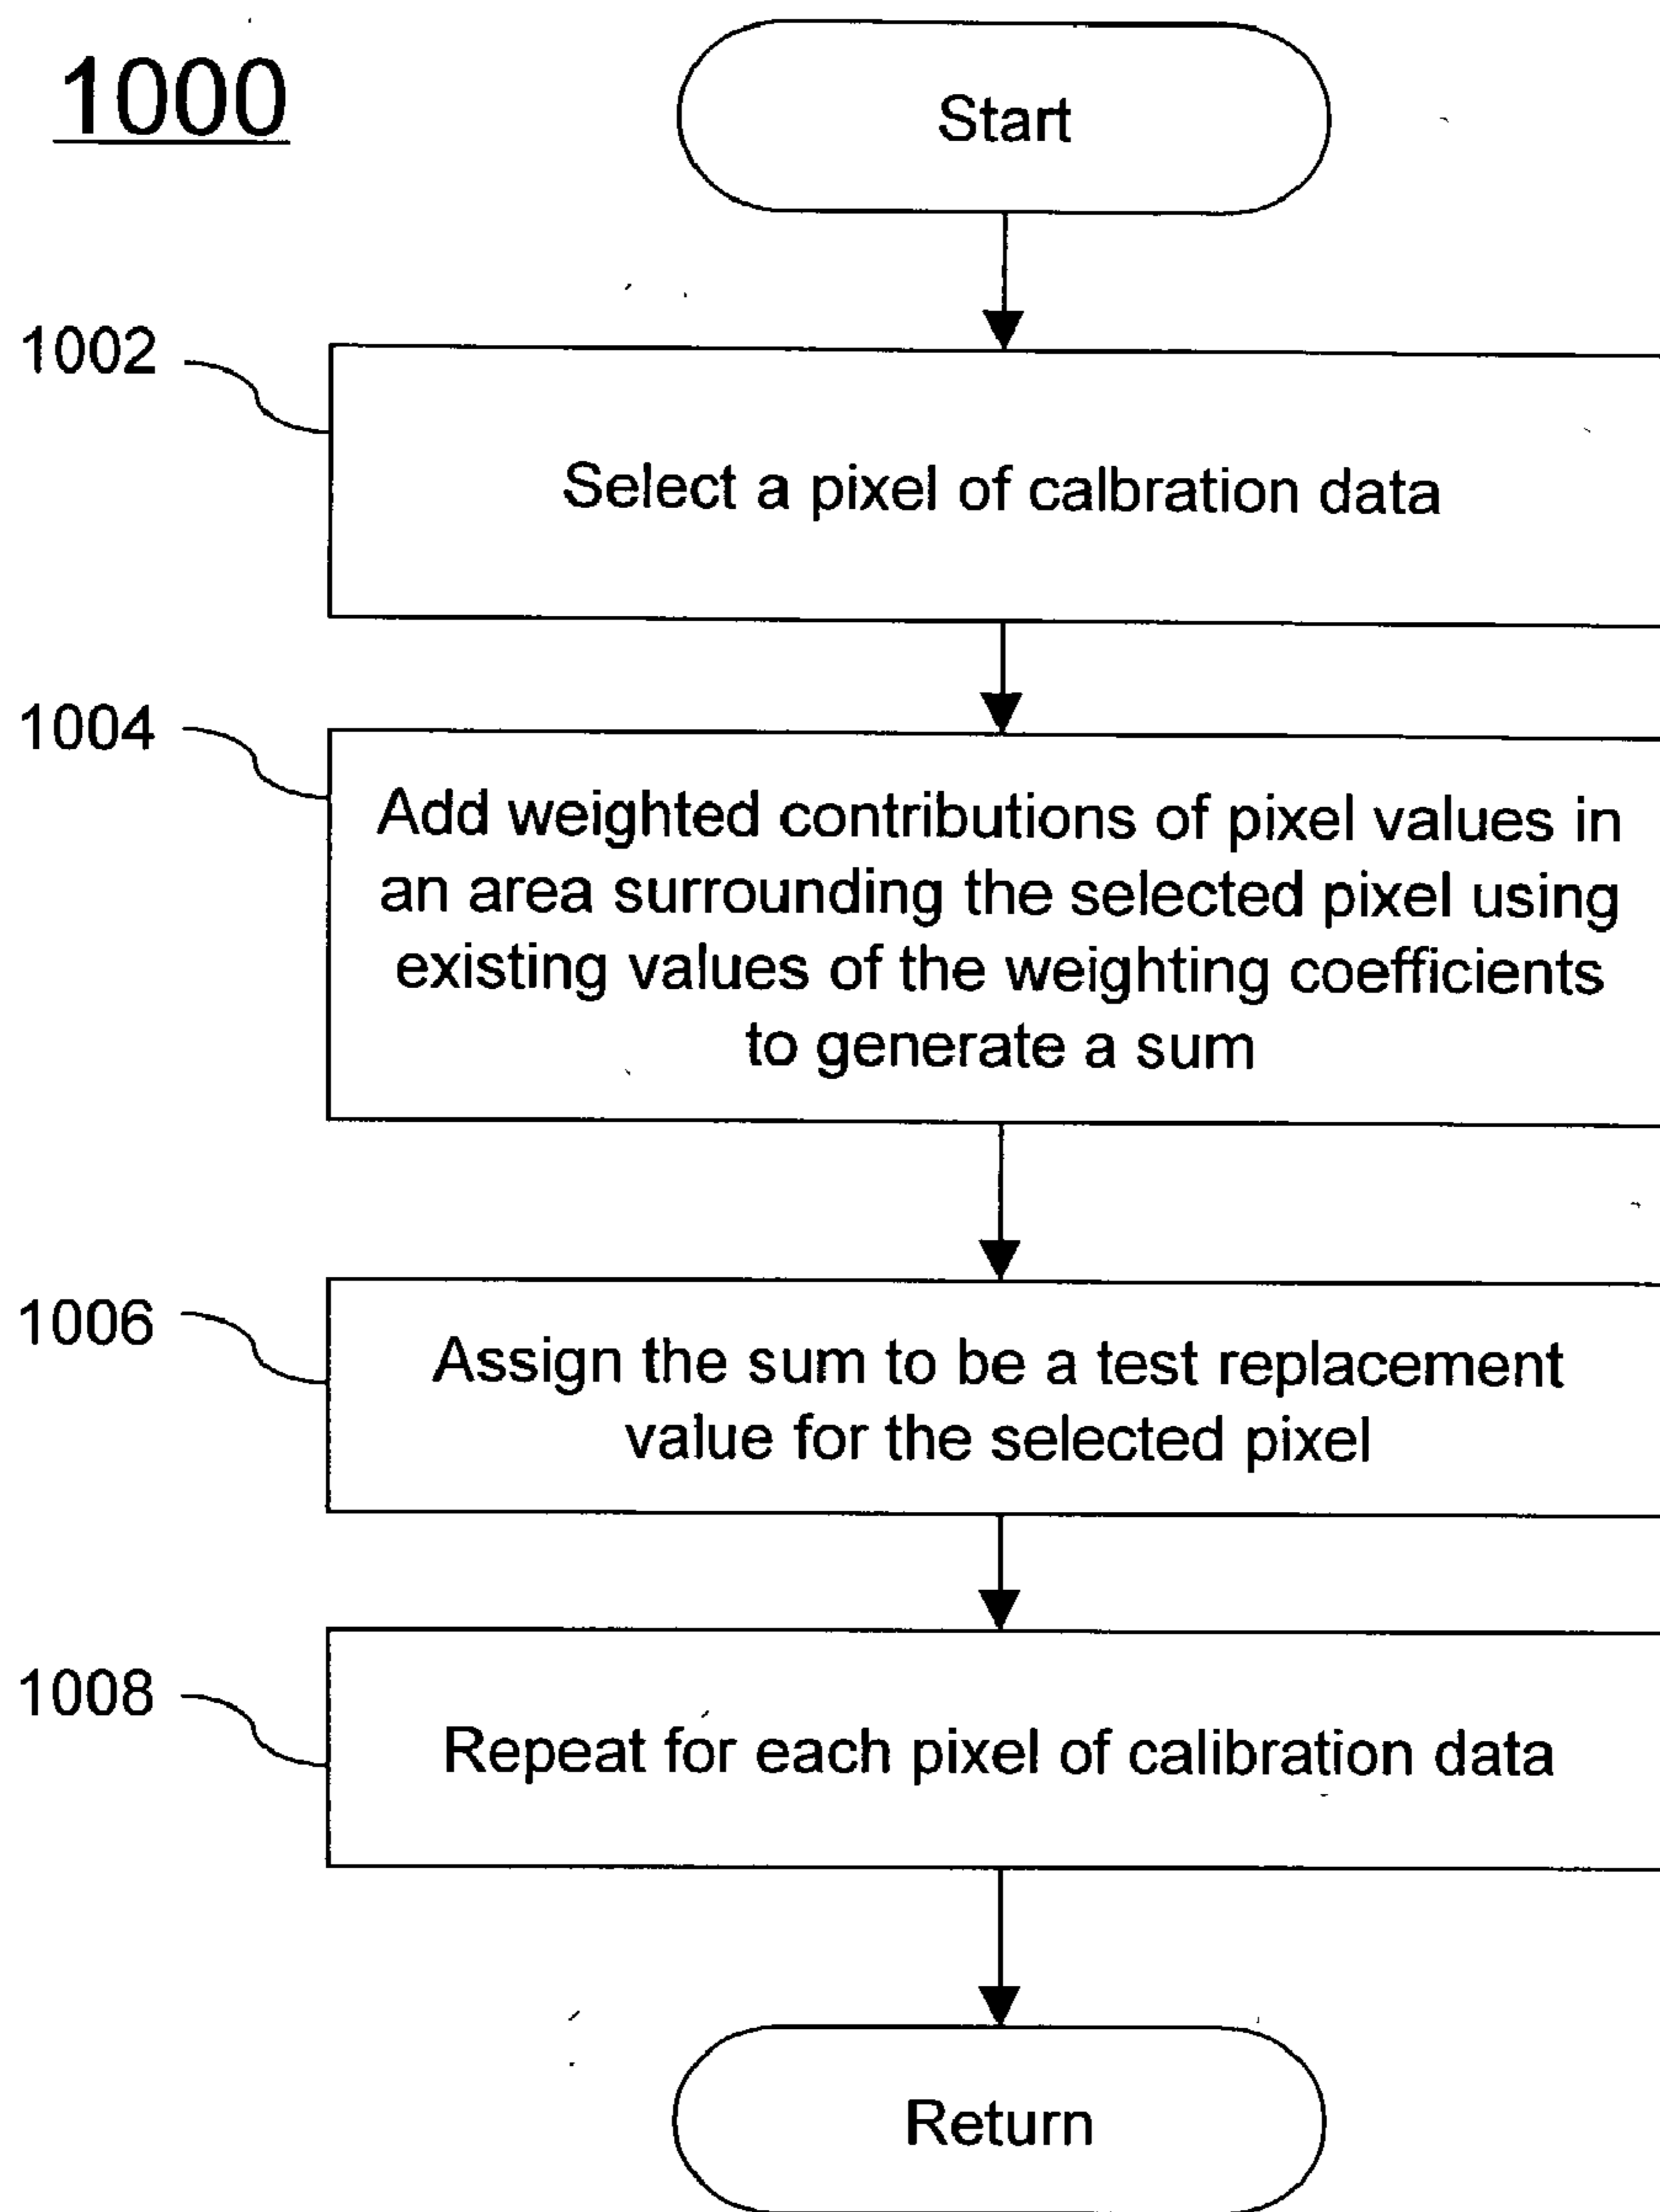 1000
Start
1002
Select a pixel of calbration data
1004
Add weighted contributions of pixel values in
an area surrounding the selected pixel using
existing values of the weighting coefficients
to generate a sum
1006
Assign the sum to be a test replacement
value for the selected pixel
1008
Repeat for each pixel of calibration data
Return